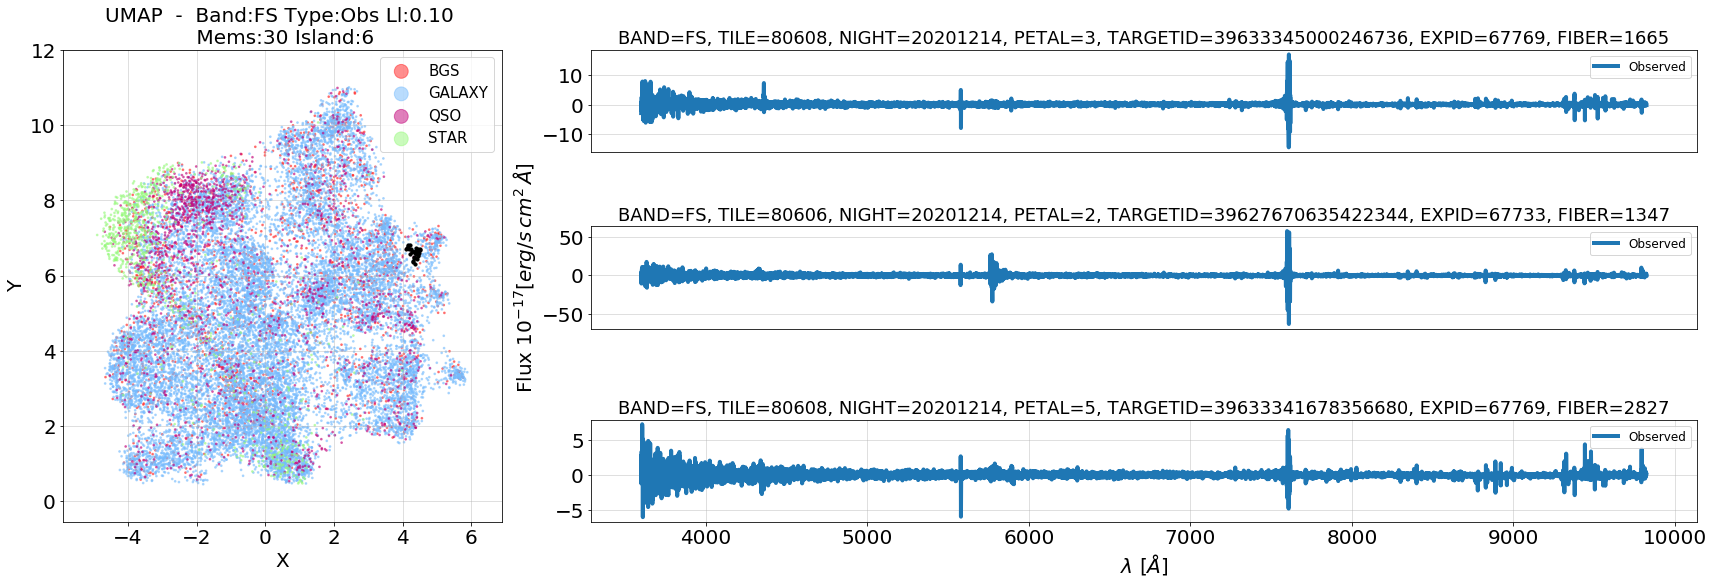 UMAP - Band:FS Type:Obs Ll:0.10
Mems:30 Island:6
12
10
8
6
4
2
0
Y
−4
−2
0
2
4
6
X
BGS
GALAXY
QSO
STAR
Flux 10⁻¹⁷[erg/s cm² Å]
BAND=FS, TILE=80608, NIGHT=20201214, PETAL=3, TARGETID=39633345000246736, EXPID=67769, FIBER=1665
10
0
−10
Observed
BAND=FS, TILE=80606, NIGHT=20201214, PETAL=2, TARGETID=39627670635422344, EXPID=67733, FIBER=1347
50
0
−50
Observed
BAND=FS, TILE=80608, NIGHT=20201214, PETAL=5, TARGETID=39633341678356680, EXPID=67769, FIBER=2827
5
0
−5
Observed
4000
5000
6000
7000
8000
9000
10000
λ [Å]